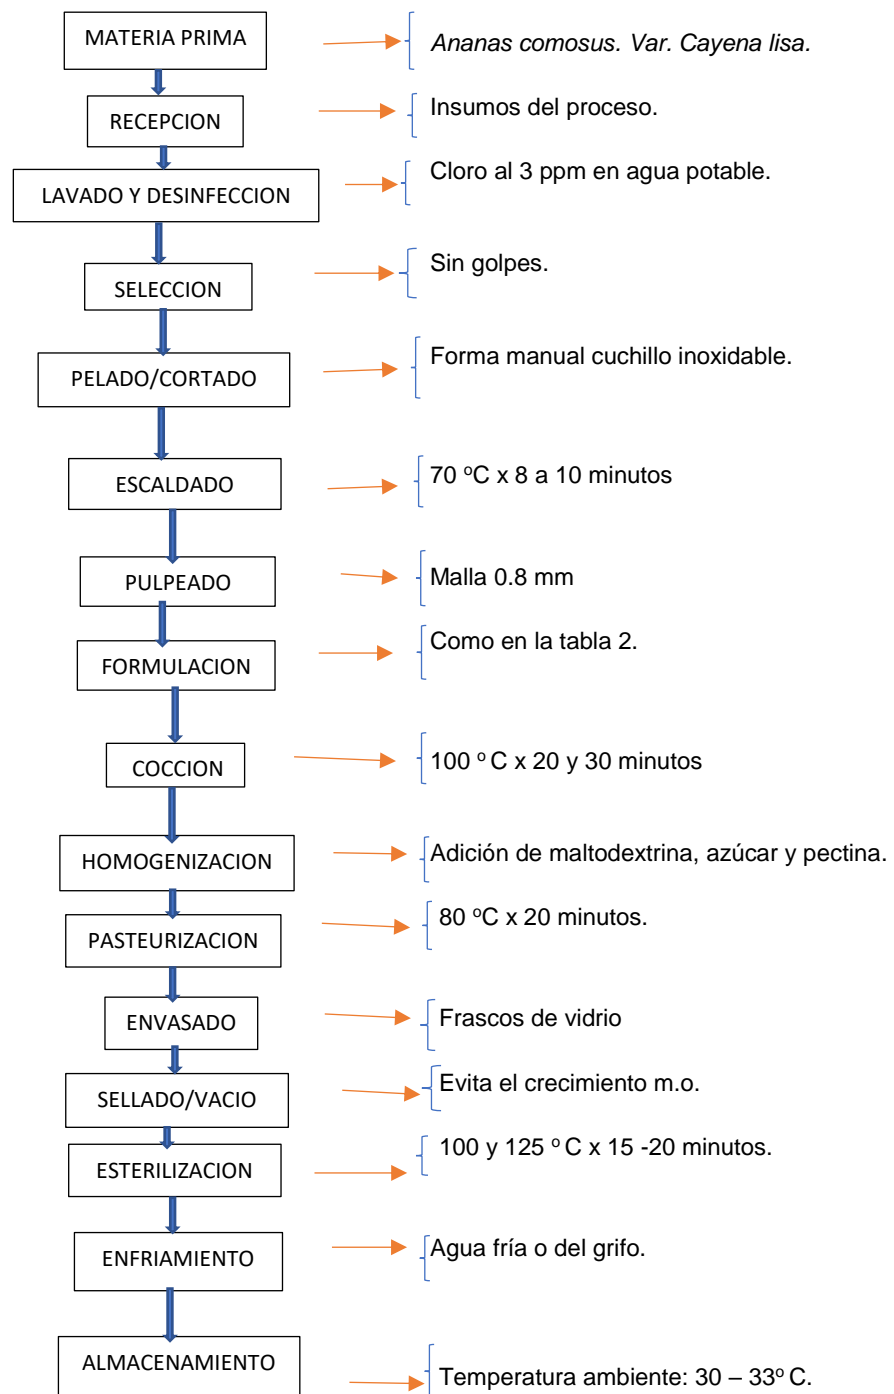 MATERIA PRIMA
Ananas comosus. Var. Cayena lisa.
RECEPCION
Insumos del proceso.
LAVADO Y DESINFECCION
Cloro al 3 ppm en agua potable.
SELECCION
Sin golpes.
PELADO/CORTADO
Forma manual cuchillo inoxidable.
ESCALDADO
70 ºC x 8 a 10 minutos
PULPEADO
Malla 0.8 mm
FORMULACION
Como en la tabla 2.
COCCION
100 º C x 20 y 30 minutos
HOMOGENIZACION
Adición de maltodextrina, azúcar y pectina.
PASTEURIZACION
80 ºC x 20 minutos.
ENVASADO
Frascos de vidrio
SELLADO/VACIO
Evita el crecimiento m.o.
ESTERILIZACION
100 y 125 º C x 15 -20 minutos.
ENFRIAMIENTO
Agua fría o del grifo.
ALMACENAMIENTO
Temperatura ambiente: 30 – 33º C.